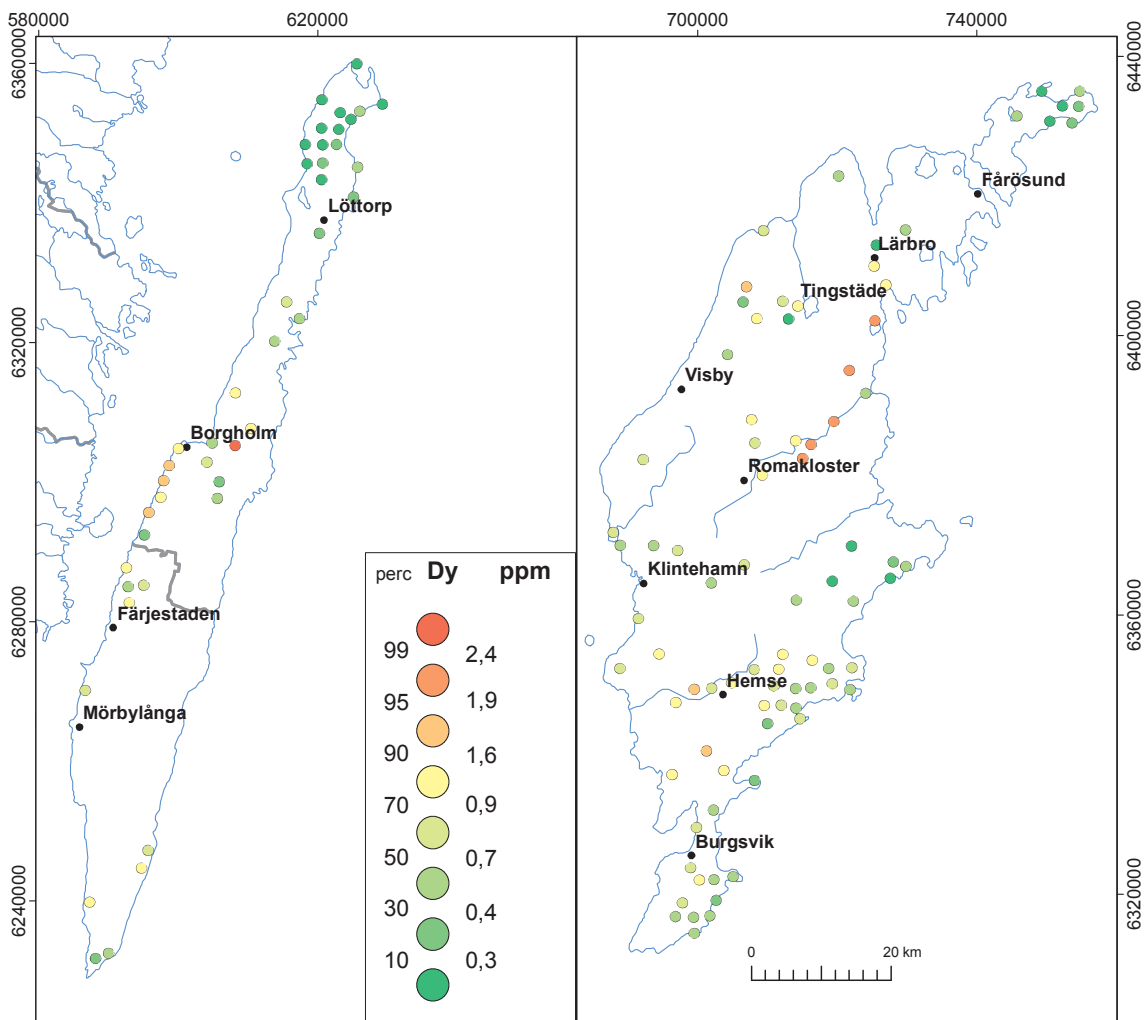 580000
620000
700000
740000
6360000
6320000
6280000
6240000
6440000
6400000
6360000
6320000
Löttorp
Borgholm
Färjestaden
Mörbylånga
Fårösund
Lärbro
Tingstäde
Visby
Romakloster
Klintehamn
Hemse
Burgsvik
perc Dy ppm
99 2,4
95 1,9
90 1,6
70 0,9
50 0,7
30 0,4
10 0,3
0 20 km